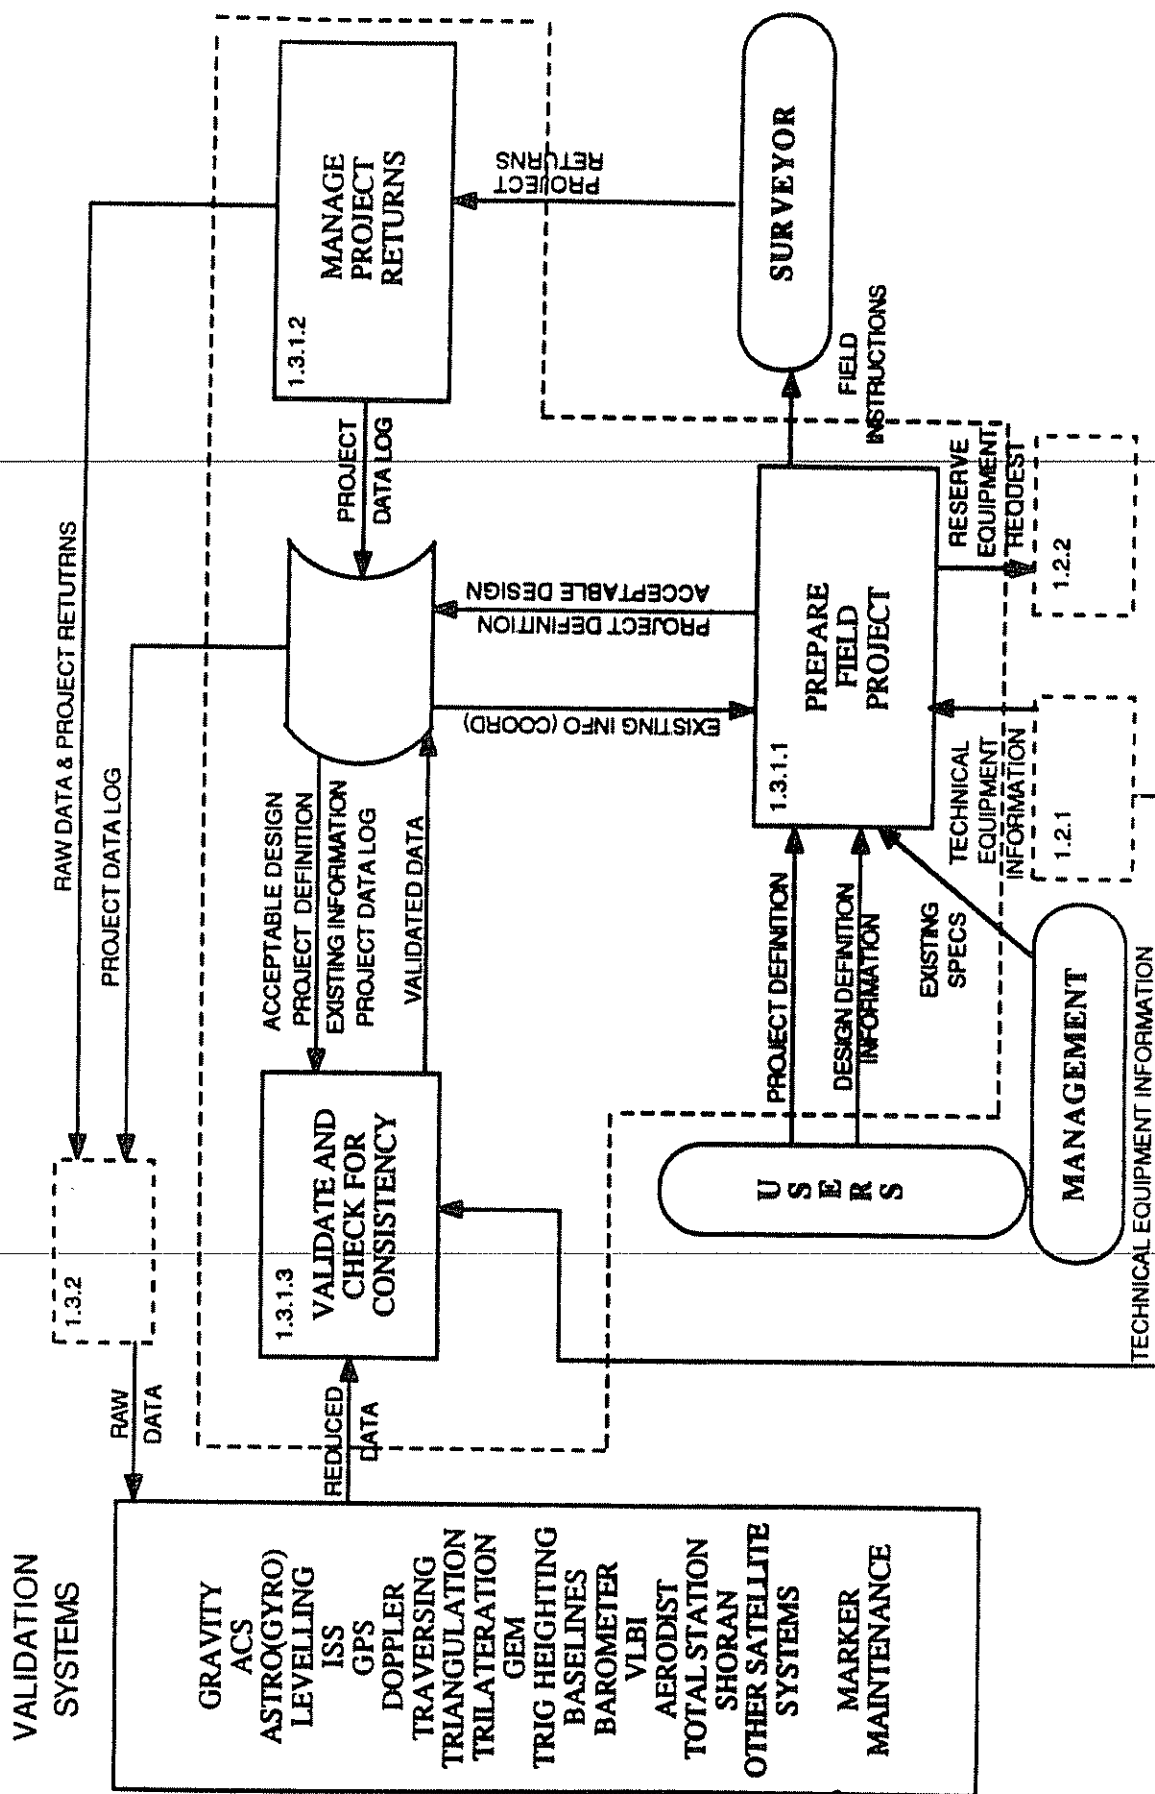 VALIDATION
SYSTEMS
GRAVITY
ACS
ASTRO(GYRO)
LEVELLING
ISS
GPS
DOPPLER
TRAVERSING
TRIANGULATION
TRILATERATION
GEM
TRIG HEIGHTING
BASELINES
BAROMETER
VLBI
AERODIST
TOTAL STATION
SHORAN
OTHER SATELLITE
SYSTEMS
MARKER
MAINTENANCE
RAW
DATA
1.3.2
RAW DATA & PROJECT RETUTRNS
PROJECT DATA LOG
REDUCED
DATA
1.3.1.3
VALIDATE AND
CHECK FOR
CONSISTENCY
ACCEPTABLE DESIGN
PROJECT DEFINITION
EXISTING INFORMATION
PROJECT DATA LOG
VALIDATED DATA
PROJECT
DATA LOG
1.3.1.2
MANAGE
PROJECT
RETURNS
PROJECT
RETURNS
SURVEYOR
EXISTING INFO (COORD)
PROJECT DEFINITION
ACCEPTABLE DESIGN
FIELD
INSTRUCTIONS
1.3.1.1
PREPARE
FIELD
PROJECT
USERS
PROJECT DEFINITION
DESIGN DEFINITION
INFORMATION
EXISTING
SPECS
MANAGEMENT
TECHNICAL
EQUIPMENT
INFORMATION
1.2.1
RESERVE
EQUIPMENT
REQUEST
1.2.2
TECHNICAL EQUIPMENT INFORMATION